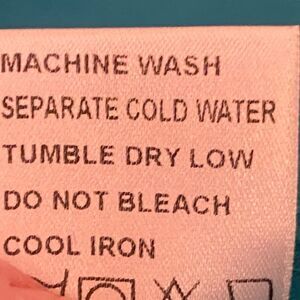 MACHINE WASH
SEPARATE COLD WATER
TUMBLE DRY LOW
DO NOT BLEACH
COOL IRON